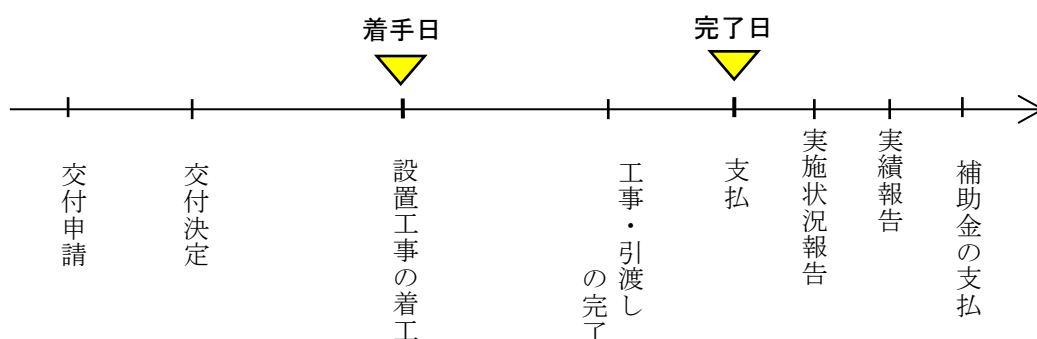 着手日
完了日
交付申請
交付決定
設置工事の着工
工事・引渡し
の完了
支払
実施状況報告
実績報告
補助金の支払